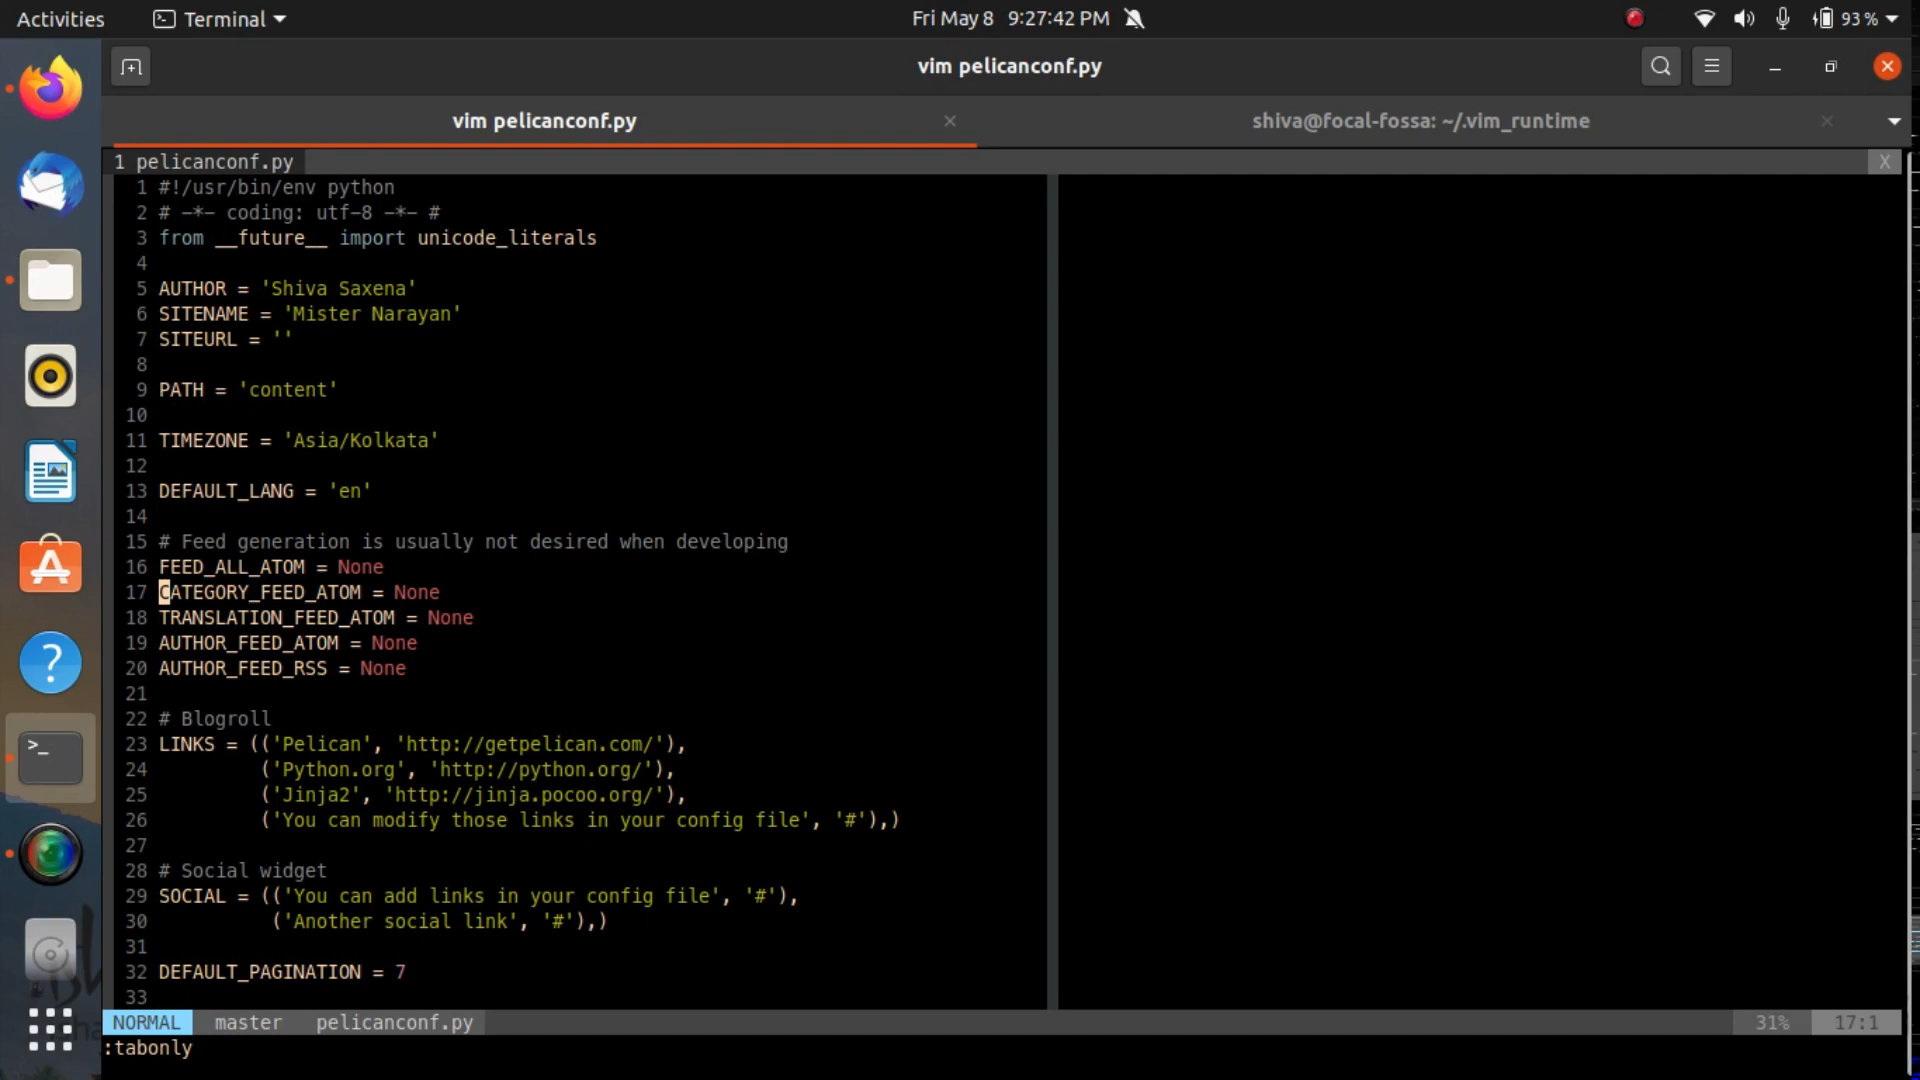 Activities
Terminal
Fri May 8 9:27:42 PM
93 %
vim pelicanconf.py
vim pelicanconf.py
shiva@focal-fossa: ~/.vim_runtime
1 pelicanconf.py
X
1 #!/usr/bin/env python
2 # -*- coding: utf-8 -*- #
3 from __future__ import unicode_literals
4
5 AUTHOR = 'Shiva Saxena'
6 SITENAME = 'Mister Narayan'
7 SITEURL = ''
8
9 PATH = 'content'
10
11 TIMEZONE = 'Asia/Kolkata'
12
13 DEFAULT_LANG = 'en'
14
15 # Feed generation is usually not desired when developing
16 FEED_ALL_ATOM = None
17 CATEGORY_FEED_ATOM = None
18 TRANSLATION_FEED_ATOM = None
19 AUTHOR_FEED_ATOM = None
20 AUTHOR_FEED_RSS = None
21
22 # Blogroll
23 LINKS = (('Pelican', 'http://getpelican.com/'),
24          ('Python.org', 'http://python.org/'),
25          ('Jinja2', 'http://jinja.pocoo.org/'),
26          ('You can modify those links in your config file', '#'),)
27
28 # Social widget
29 SOCIAL = (('You can add links in your config file', '#'),
30           ('Another social link', '#'),)
31
32 DEFAULT_PAGINATION = 7
33
NORMAL master pelicanconf.py 31% 17:1
:tabonly